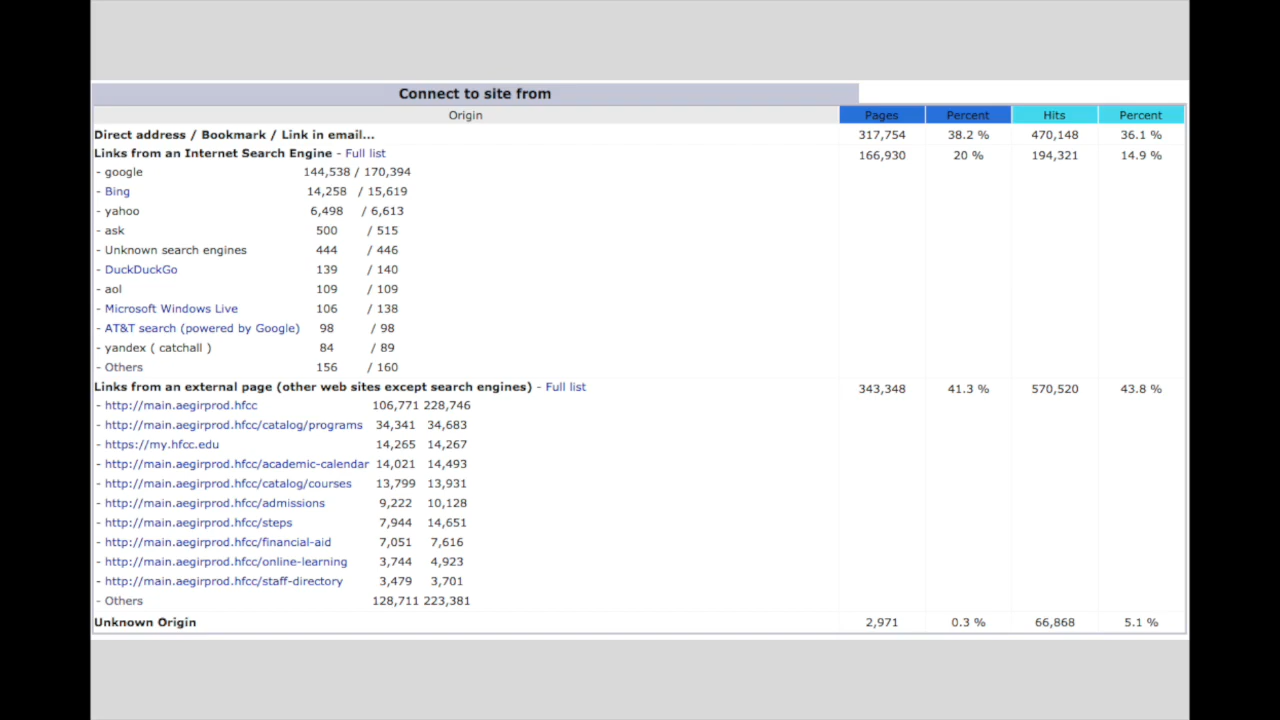 Connect to site from
Origin Pages Percent Hits Percent
Direct address / Bookmark / Link in email... 317,754 38.2 % 470,148 36.1 %
Links from an Internet Search Engine - Full list 166,930 20 % 194,321 14.9 %
- google 144,538 / 170,394
- Bing 14,258 / 15,619
- yahoo 6,498 / 6,613
- ask 500 / 515
- Unknown search engines 444 / 446
- DuckDuckGo 139 / 140
- aol 109 / 109
- Microsoft Windows Live 106 / 138
- AT&T search (powered by Google) 98 / 98
- yandex ( catchall ) 84 / 89
- Others 156 / 160
Links from an external page (other web sites except search engines) - Full list 343,348 41.3 % 570,520 43.8 %
- http://main.aegirprod.hfcc 106,771 228,746
- http://main.aegirprod.hfcc/catalog/programs 34,341 34,683
- https://my.hfcc.edu 14,265 14,267
- http://main.aegirprod.hfcc/academic-calendar 14,021 14,493
- http://main.aegirprod.hfcc/catalog/courses 13,799 13,931
- http://main.aegirprod.hfcc/admissions 9,222 10,128
- http://main.aegirprod.hfcc/steps 7,944 14,651
- http://main.aegirprod.hfcc/financial-aid 7,051 7,616
- http://main.aegirprod.hfcc/online-learning 3,744 4,923
- http://main.aegirprod.hfcc/staff-directory 3,479 3,701
- Others 128,711 223,381
Unknown Origin 2,971 0.3 % 66,868 5.1 %